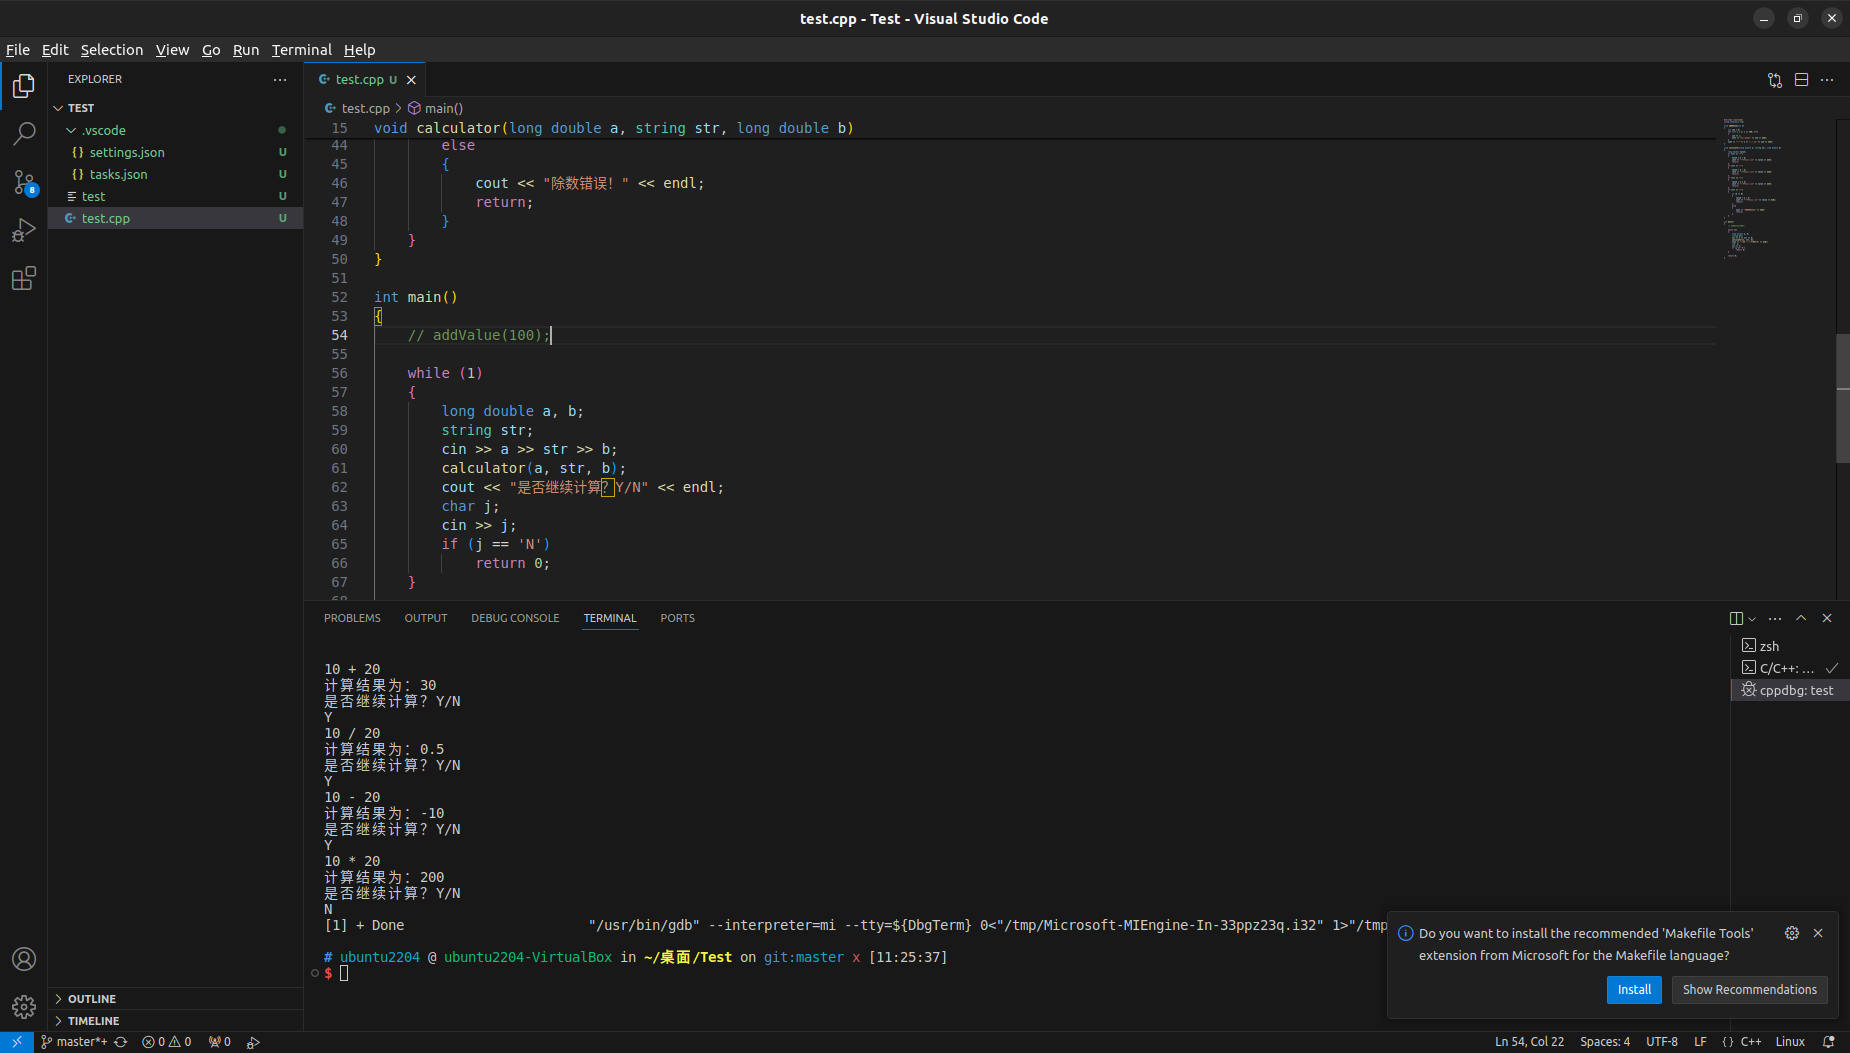 test.cpp - Test - Visual Studio Code
File Edit Selection View Go Run Terminal Help
EXPLORER
TEST
.vscode
settings.json U
tasks.json U
test U
test.cpp U
8
OUTLINE
TIMELINE
test.cpp U
test.cpp > main()
15 void calculator(long double a, string str, long double b)
44 else
45 {
46 cout << "除数错误！" << endl;
47 return;
48 }
49 }
50 }
51
52 int main()
53 {
54 // addValue(100);
55
56 while (1)
57 {
58 long double a, b;
59 string str;
60 cin >> a >> str >> b;
61 calculator(a, str, b);
62 cout << "是否继续计算？Y/N" << endl;
63 char j;
64 cin >> j;
65 if (j == 'N')
66 return 0;
67 }
68
PROBLEMS OUTPUT DEBUG CONSOLE TERMINAL PORTS
10 + 20
计算结果为：30
是否继续计算？Y/N
Y
10 / 20
计算结果为：0.5
是否继续计算？Y/N
Y
10 - 20
计算结果为：-10
是否继续计算？Y/N
Y
10 * 20
计算结果为：200
是否继续计算？Y/N
N
[1] + Done "/usr/bin/gdb" --interpreter=mi --tty=${DbgTerm} 0<"/tmp/Microsoft-MIEngine-In-33ppz23q.i32" 1>"/tmp
# ubuntu2204 @ ubuntu2204-VirtualBox in ~/桌面/Test on git:master x [11:25:37]
$
zsh
C/C++: ...
cppdbg: test
Do you want to install the recommended 'Makefile Tools'
extension from Microsoft for the Makefile language?
Install Show Recommendations
master*+ 0 0 0 Ln 54, Col 22 Spaces: 4 UTF-8 LF {} C++ Linux